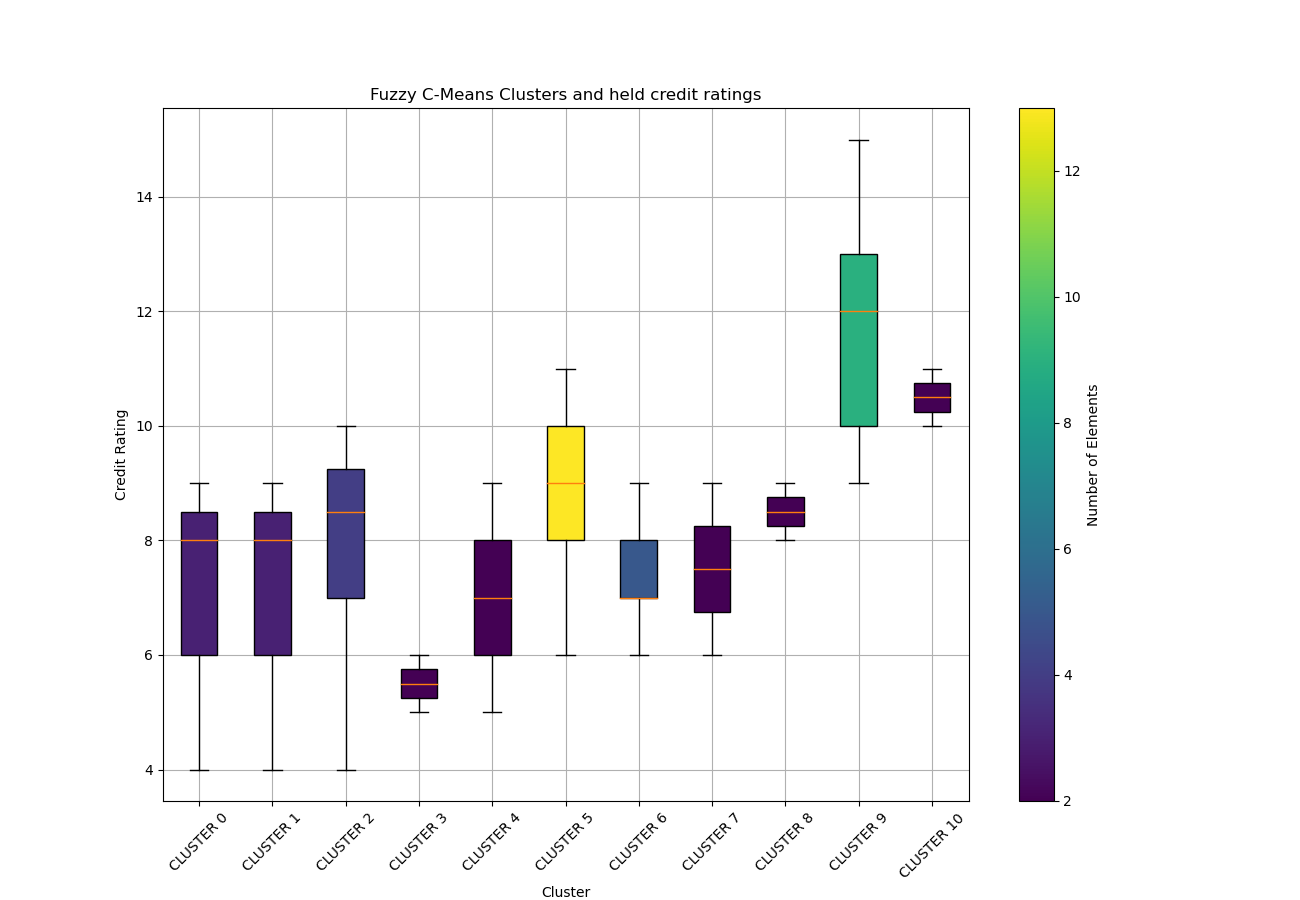 Fuzzy C-Means Clusters and held credit ratings
14
12
10
8
6
4
Credit Rating
CLUSTER 0
CLUSTER 1
CLUSTER 2
CLUSTER 3
CLUSTER 4
CLUSTER 5
CLUSTER 6
CLUSTER 7
CLUSTER 8
CLUSTER 9
CLUSTER 10
Cluster
12
10
8
6
4
2
Number of Elements